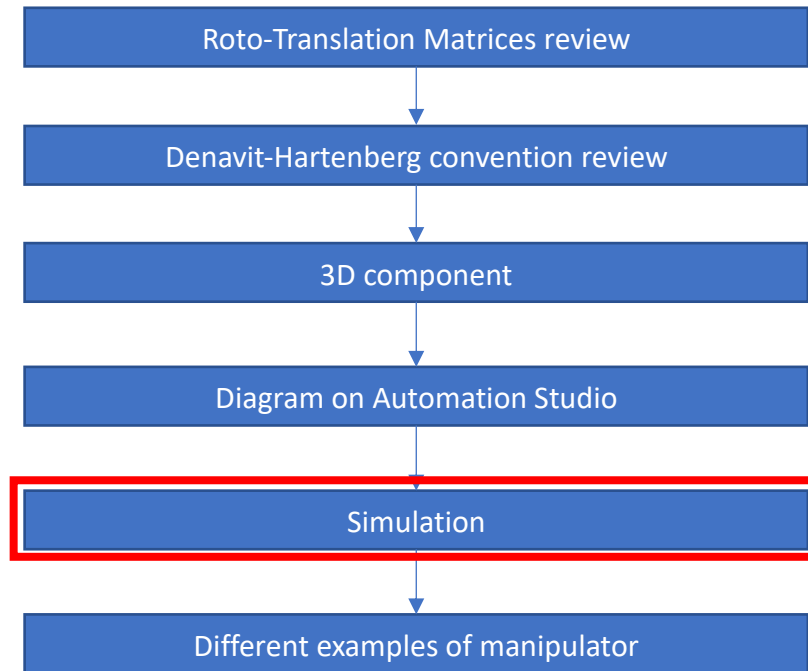 Roto-Translation Matrices review
Denavit-Hartenberg convention review
3D component
Diagram on Automation Studio
Simulation
Different examples of manipulator